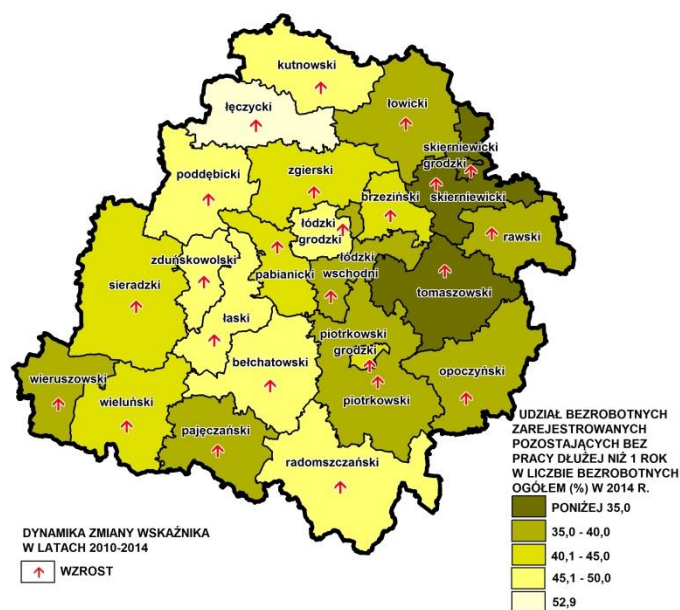 kutnowski
łęczycki
łowicki
skierniewicki
grodzki
poddębicki
zgierski
brzeziński
skierniewicki
łódzki
grodzki
rawski
zduńskowolski
łódzki
wschodni
pabianicki
sieradzki
tomaszowski
łaski
piotrkowski
grodzki
bełchatowski
opoczyński
wieruszowski
wieluński
piotrkowski
pajęczański
radomszczański
UDZIAŁ BEZROBOTNYCH
ZAREJESTROWANYCH
POZOSTAJĄCYCH BEZ
PRACY DŁUŻEJ NIŻ 1 ROK
W LICZBIE BEZROBOTNYCH
OGÓŁEM (%) W 2014 R.
PONIŻEJ 35,0
35,0 - 40,0
40,1 - 45,0
45,1 - 50,0
52,9
DYNAMIKA ZMIANY WSKAŹNIKA
W LATACH 2010-2014
WZROST